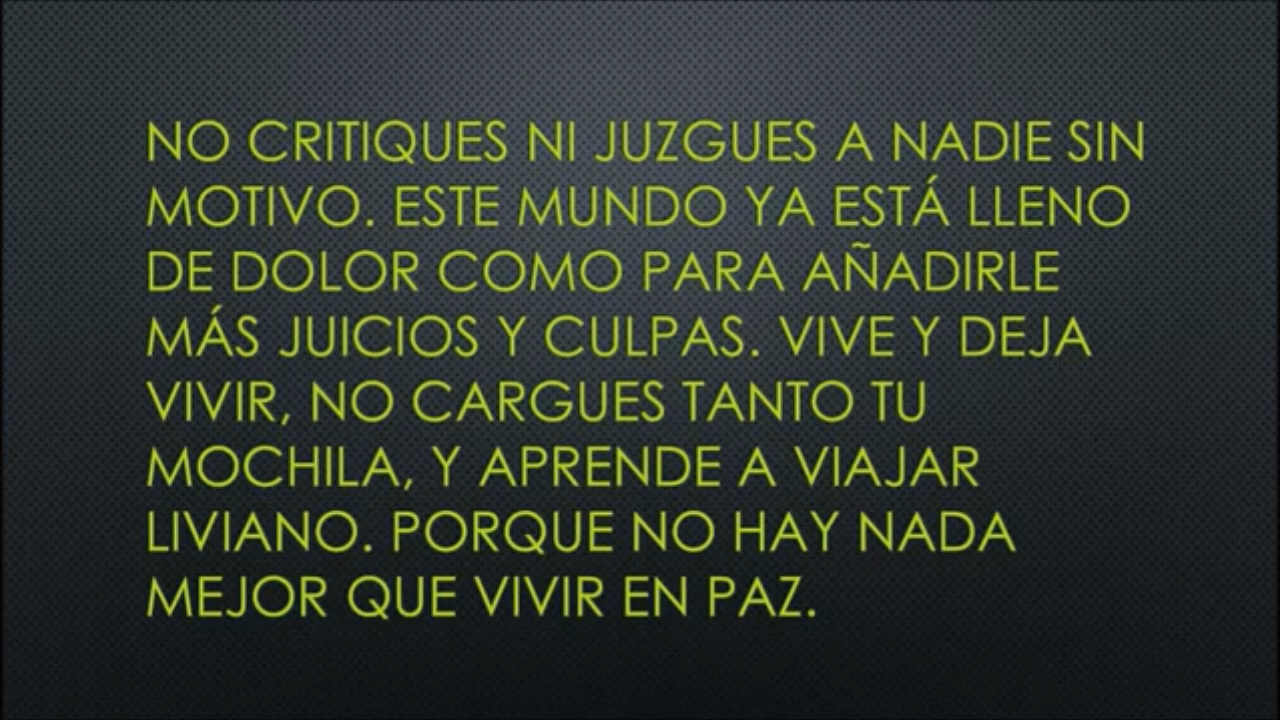 NO CRITIQUES NI JUZGUES A NADIE SIN
MOTIVO. ESTE MUNDO YA ESTÁ LLENO
DE DOLOR COMO PARA AÑADIRLE
MÁS JUICIOS Y CULPAS. VIVE Y DEJA
VIVIR, NO CARGUES TANTO TU
MOCHILA, Y APRENDE A VIAJAR
LIVIANO. PORQUE NO HAY NADA
MEJOR QUE VIVIR EN PAZ.